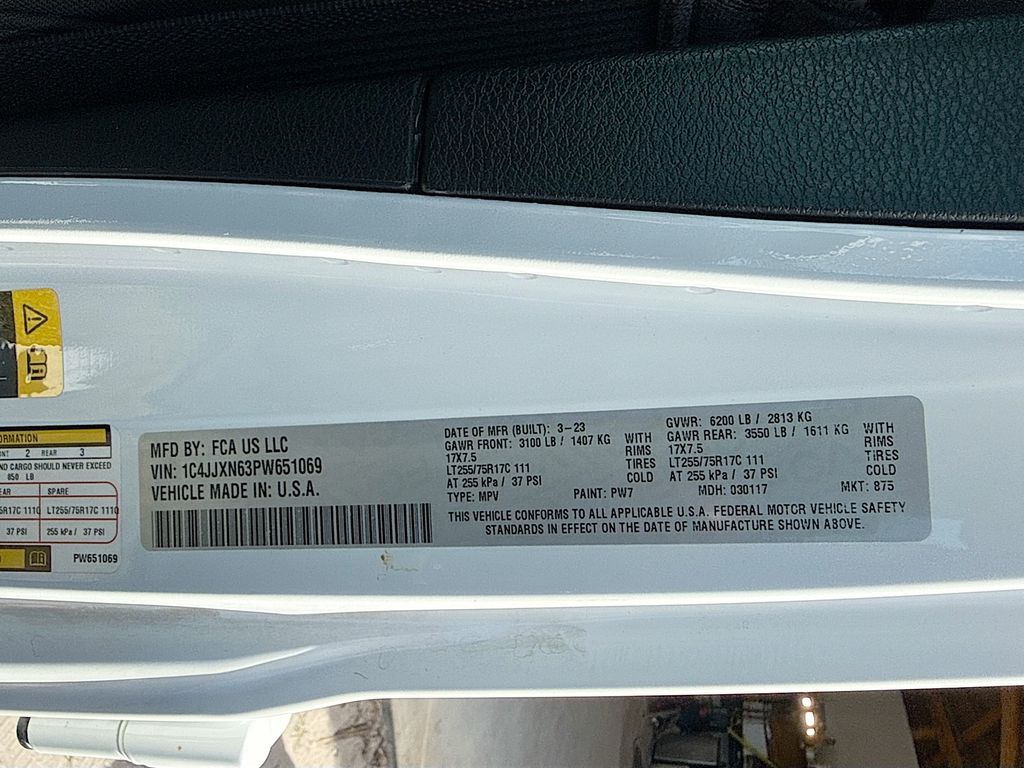 MFD BY: FCA US LLC
VIN: 1C4JJXN63PW651069
VEHICLE MADE IN: U.S.A.
DATE OF MFR (BUILT): 3-23
GAWR FRONT: 3100 LB / 1407 KG
17X7.5
LT255/75R17C 111
AT 255 kPa / 37 PSI
TYPE: MPV
PAINT: PW7
WITH
RIMS
TIRES
COLD
GVWR: 6200 LB / 2813 KG
GAWR REAR: 3550 LB / 1611 KG
17X7.5
LT255/75R17C 111
AT 255 kPa / 37 PSI
MDH: 030117
WITH
RIMS
TIRES
COLD
MKT: 875
THIS VEHICLE CONFORMS TO ALL APPLICABLE U.S.A. FEDERAL MOTOR VEHICLE SAFETY
STANDARDS IN EFFECT ON THE DATE OF MANUFACTURE SHOWN ABOVE.
2 REAR 3
CARGO SHOULD NEVER EXCEED
850 LB
SPARE
75R17C 111C LT255/75R17C 111C
37 PSI 255 kPa / 37 PSI
PW651069